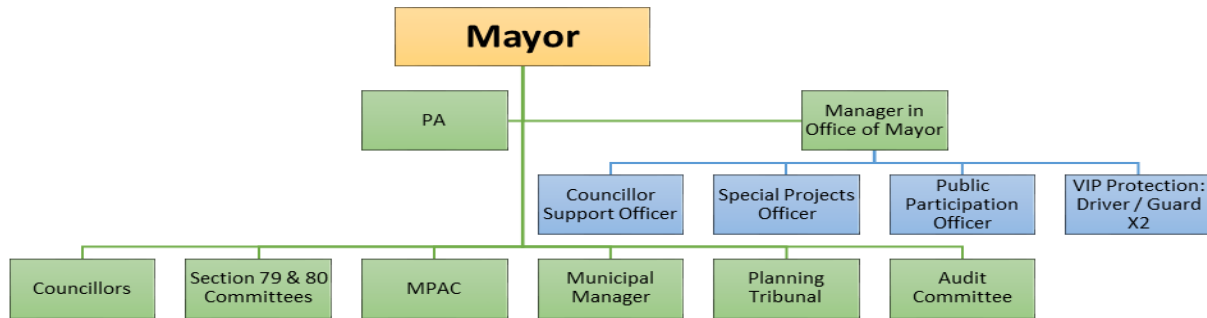 Mayor
PA
Manager in
Office of Mayor
Councillor
Support Officer
Special Projects
Officer
Public
Participation
Officer
VIP Protection:
Driver / Guard
X2
Councillors
Section 79 & 80
Committees
MPAC
Municipal
Manager
Planning
Tribunal
Audit
Committee